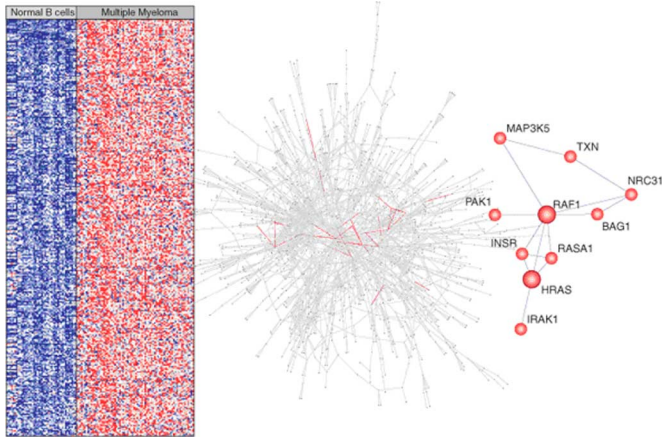 Normal B cells
Multiple Myeloma
MAP3K5
TXN
NRC31
PAK1
RAF1
BAG1
INSR
RASA1
HRAS
IRAK1